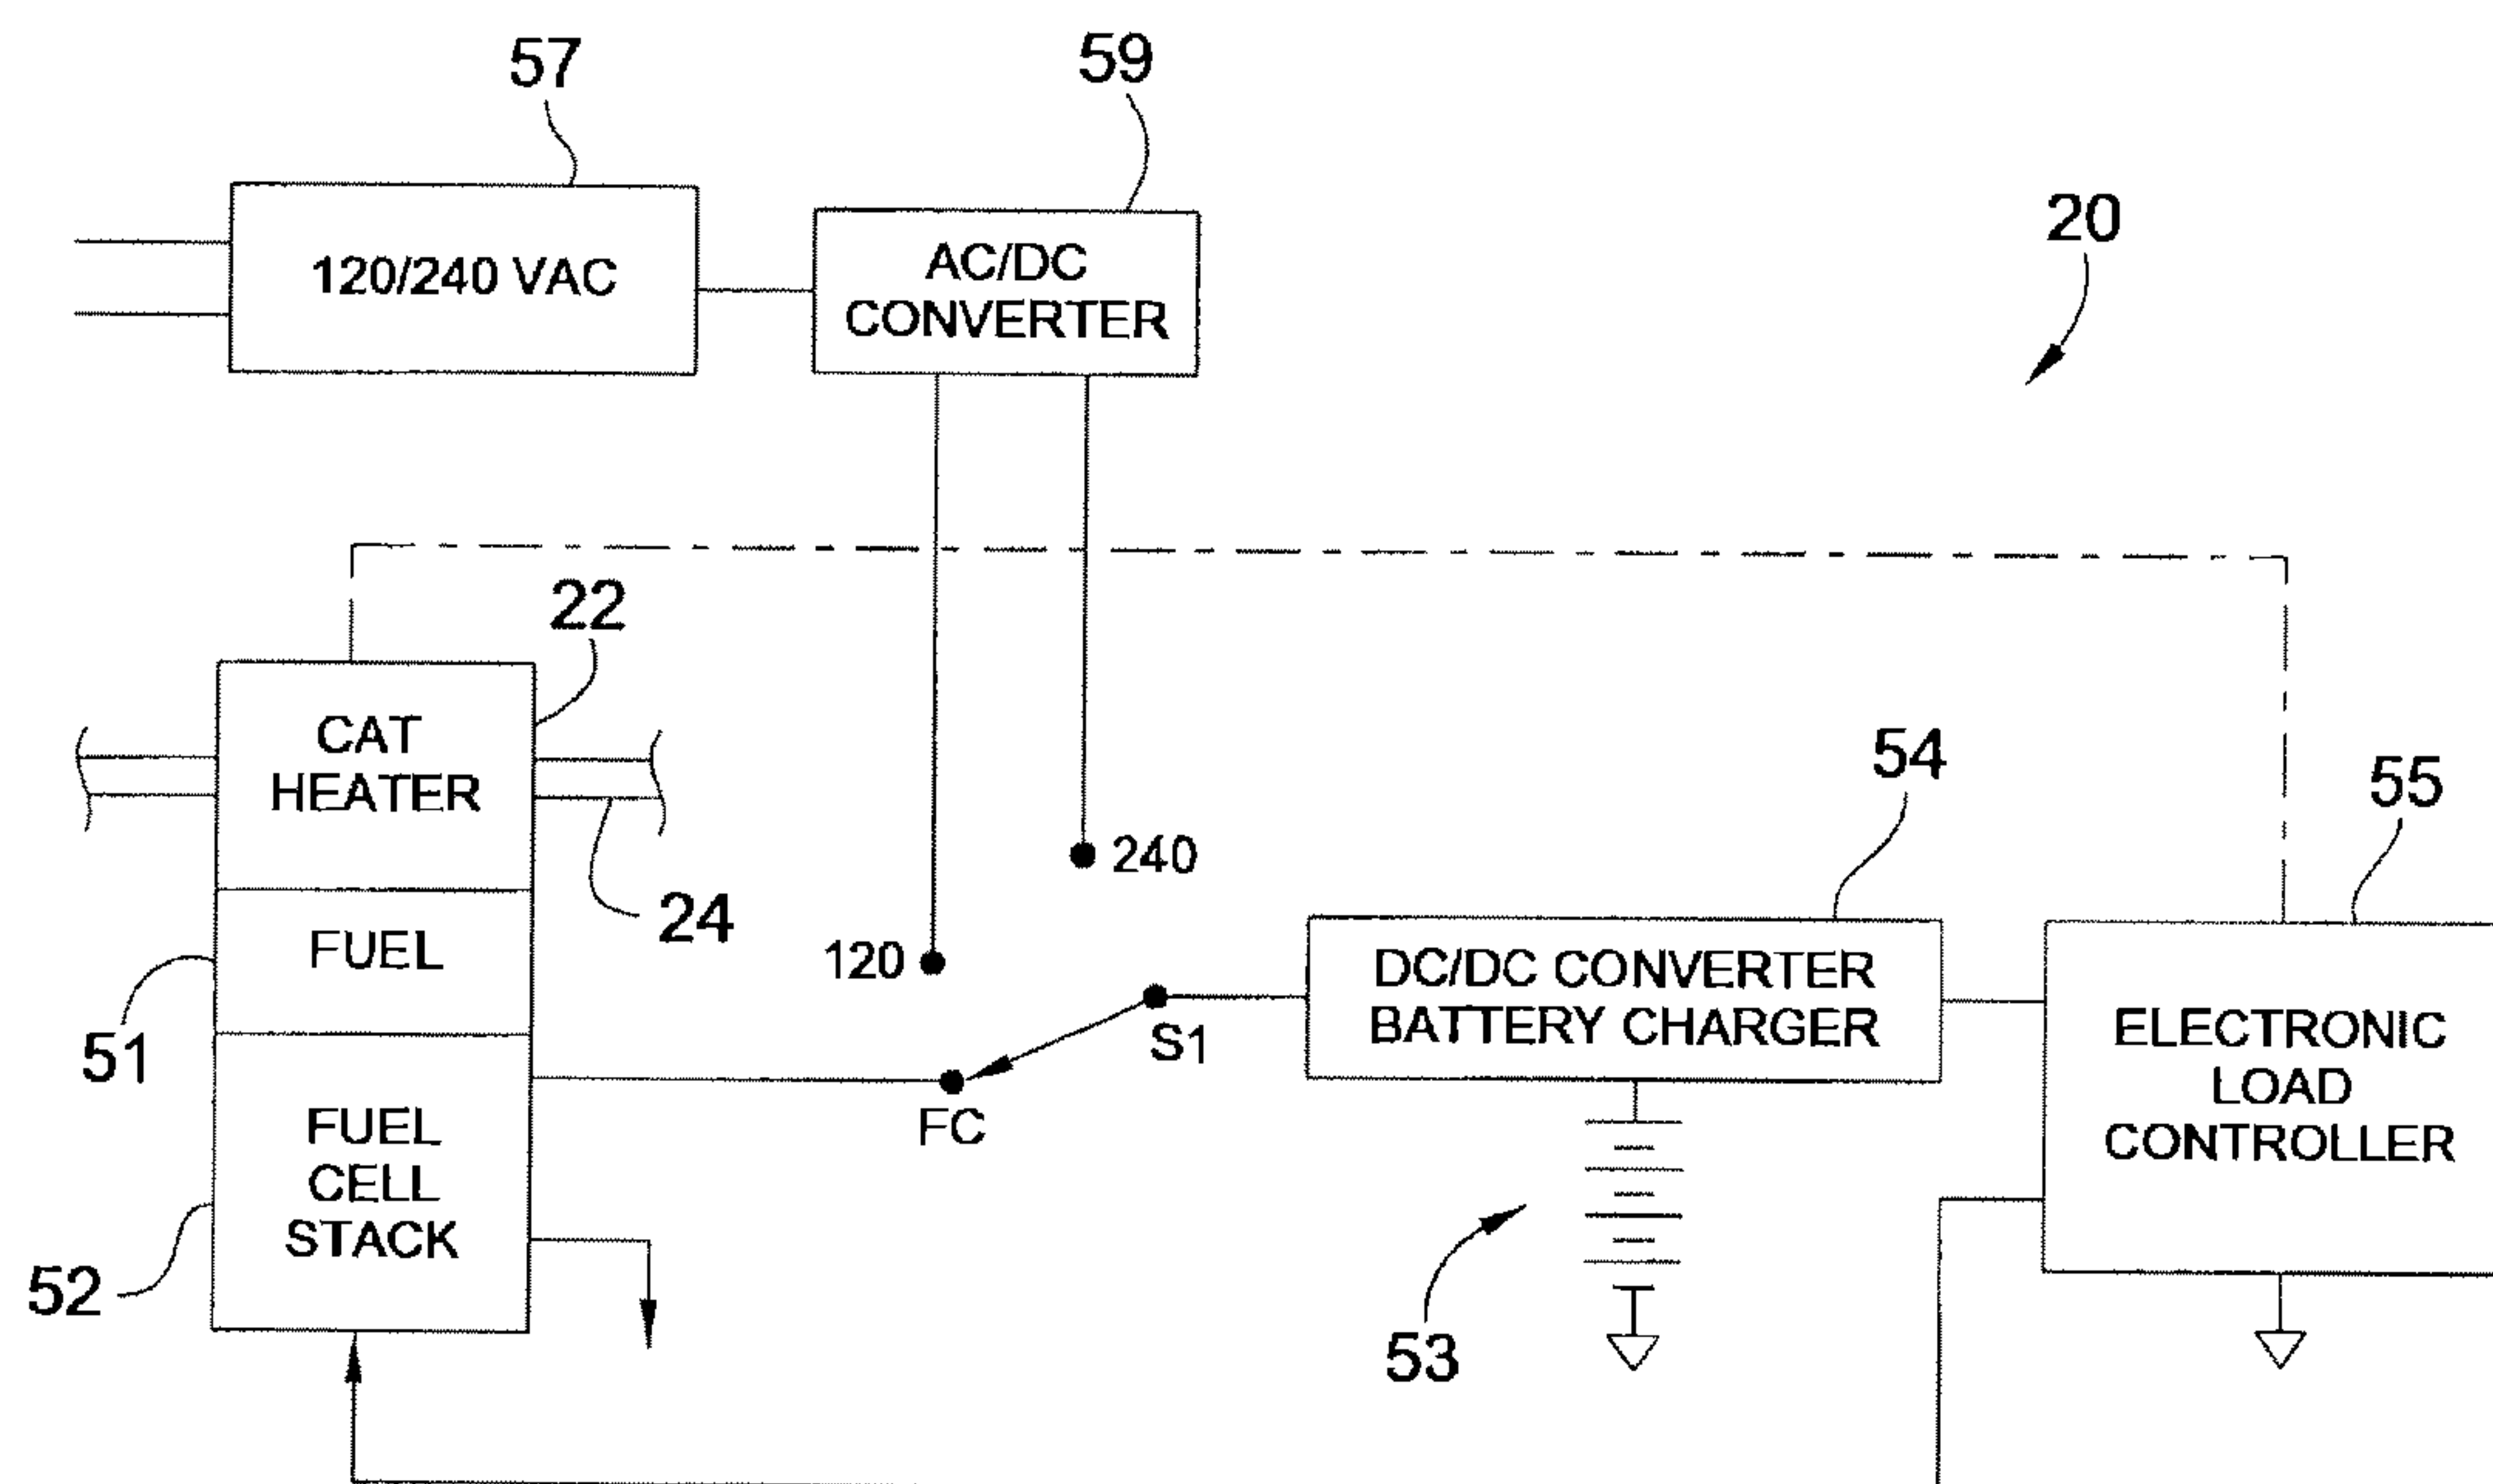 57
59
20
120/240 VAC
AC/DC
CONVERTER
22
CAT
HEATER
24
54
55
240
120
FUEL
51
S1
DC/DC CONVERTER
BATTERY CHARGER
ELECTRONIC
LOAD
CONTROLLER
FC
FUEL
CELL
STACK
52
53